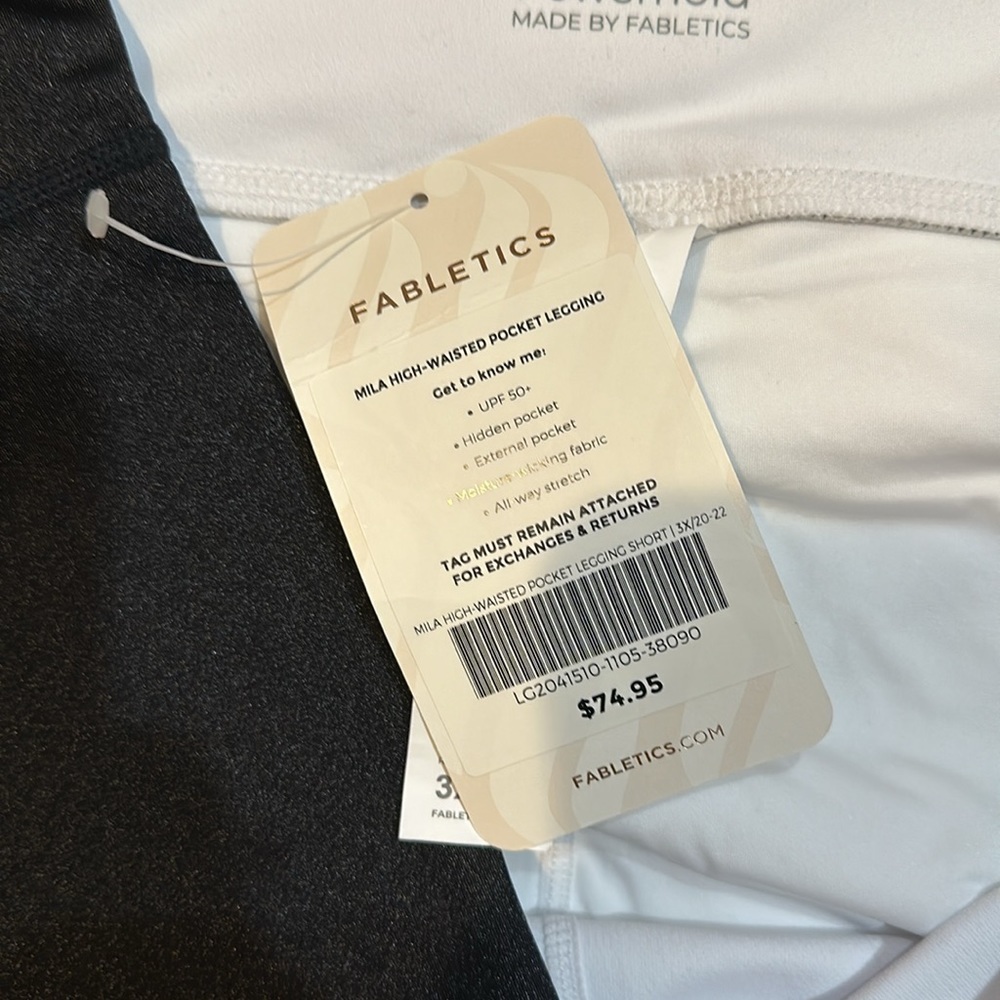 MADE BY FABLETICS
FABLETICS
MILA HIGH-WAISTED POCKET LEGGING
Get to know me:
• UPF 50+
• Hidden pocket
• External pocket
• Moisture wicking fabric
• All-way stretch
TAG MUST REMAIN ATTACHED
FOR EXCHANGES & RETURNS
MILA HIGH-WAISTED POCKET LEGGING SHORT | 3X/20-22
LG2041510-1105-38090
$74.95
FABLETICS.COM